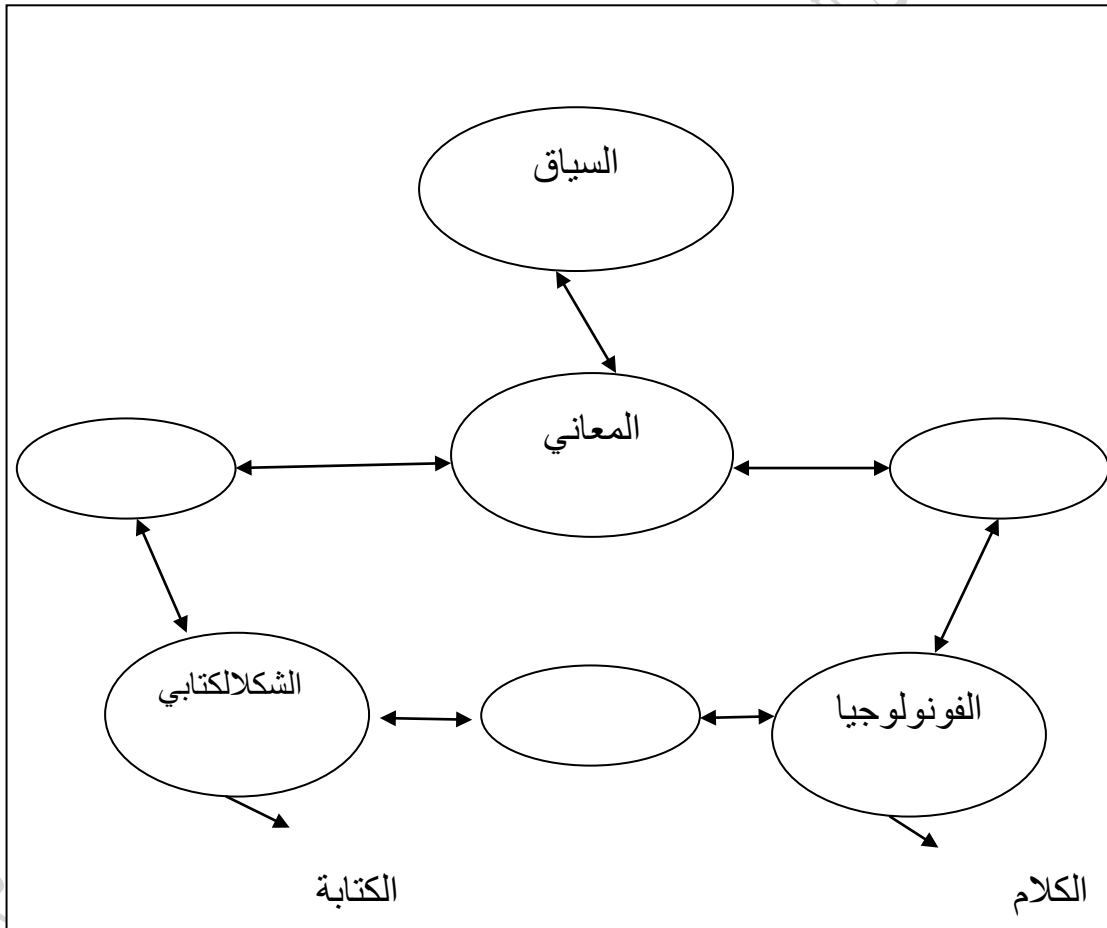 السياق
المعاني
الشكلالكتابي
الفونولوجيا
الكتابة
الكلام